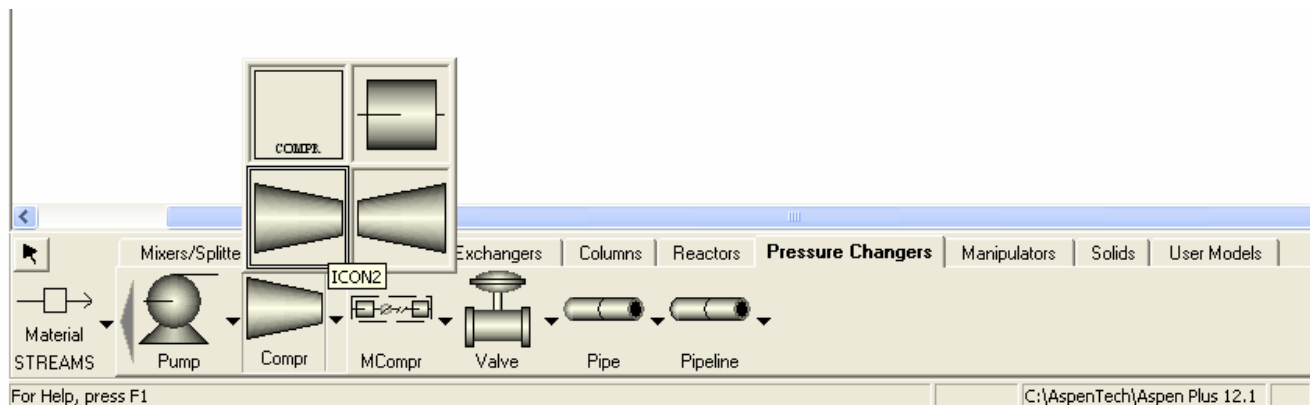 COMPR
ICON2
Mixers/Splitte Exchangers Columns Reactors Pressure Changers Manipulators Solids User Models
Material
STREAMS Pump Compr MCompr Valve Pipe Pipeline
For Help, press F1 C:\AspenTech\Aspen Plus 12.1